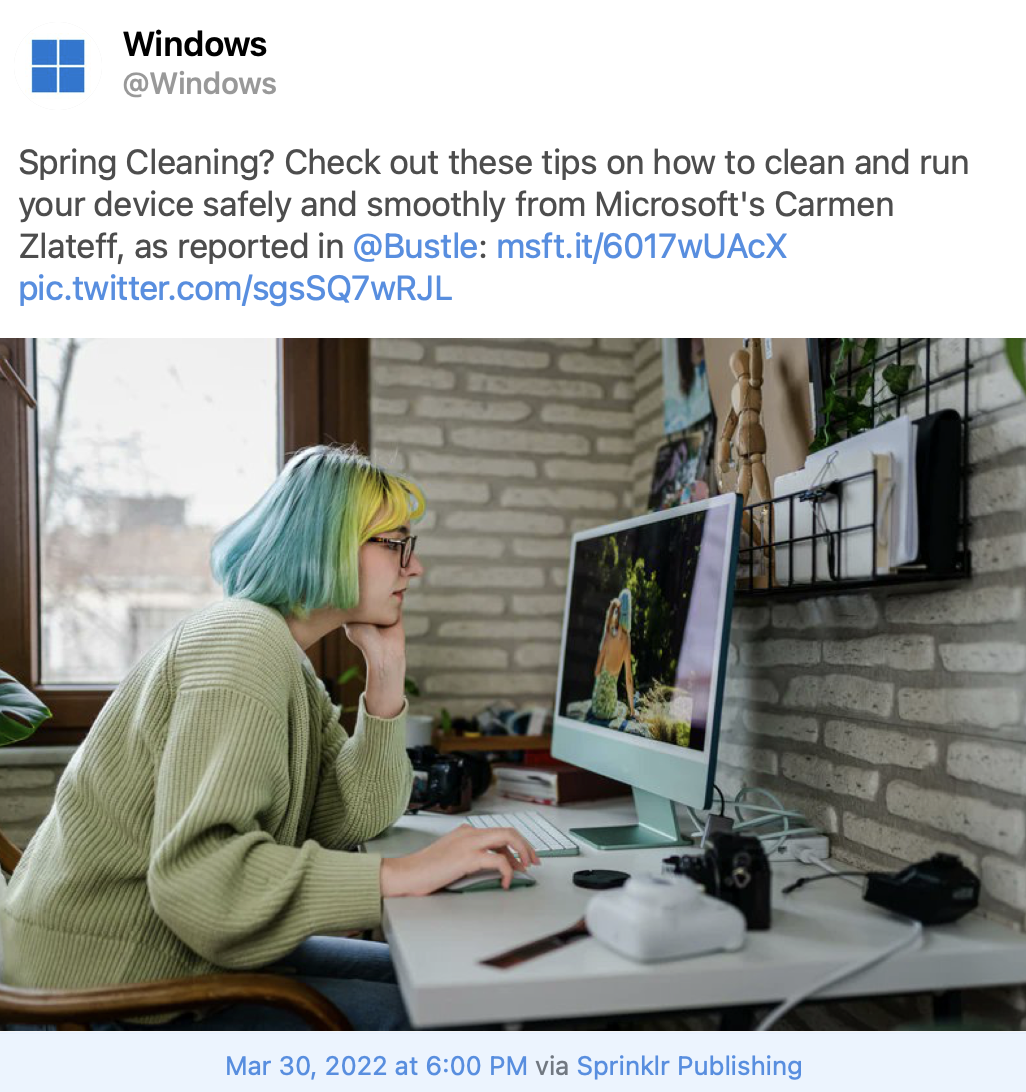 Windows
@Windows
Spring Cleaning? Check out these tips on how to clean and run
your device safely and smoothly from Microsoft's Carmen
Zlateff, as reported in @Bustle: msft.it/6017wUAcX
pic.twitter.com/sgsSQ7wRJL
Mar 30, 2022 at 6:00 PM via Sprinklr Publishing